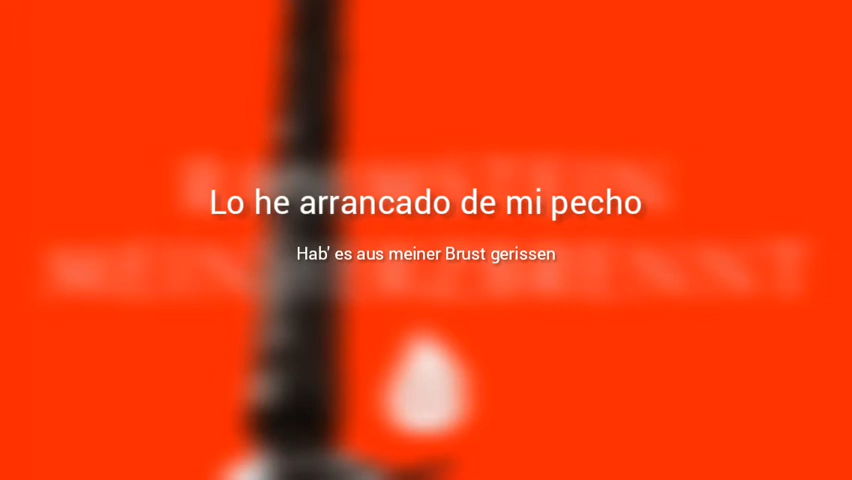 Lo he arrancado de mi pecho
Hab' es aus meiner Brust gerissen